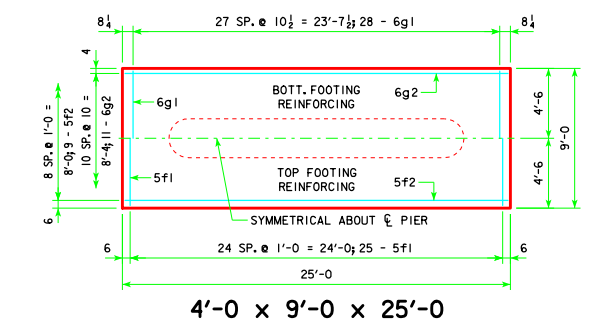 8¼
27 SP. @ 10½ = 23'-7½; 28 - 6g1
8¼
4
BOTT. FOOTING
REINFORCING
6g2
6g1
10 SP. @ 10 =
8'-4; 11 - 6g2
8 SP. @ 1'-0 =
8'-0; 9 - 5f2
4'-6
9'-0
4'-6
TOP FOOTING
REINFORCING
5f1
5f2
6
SYMMETRICAL ABOUT ℄ PIER
6
24 SP. @ 1'-0 = 24'-0; 25 - 5f1
6
25'-0
4'-0 x 9'-0 x 25'-0